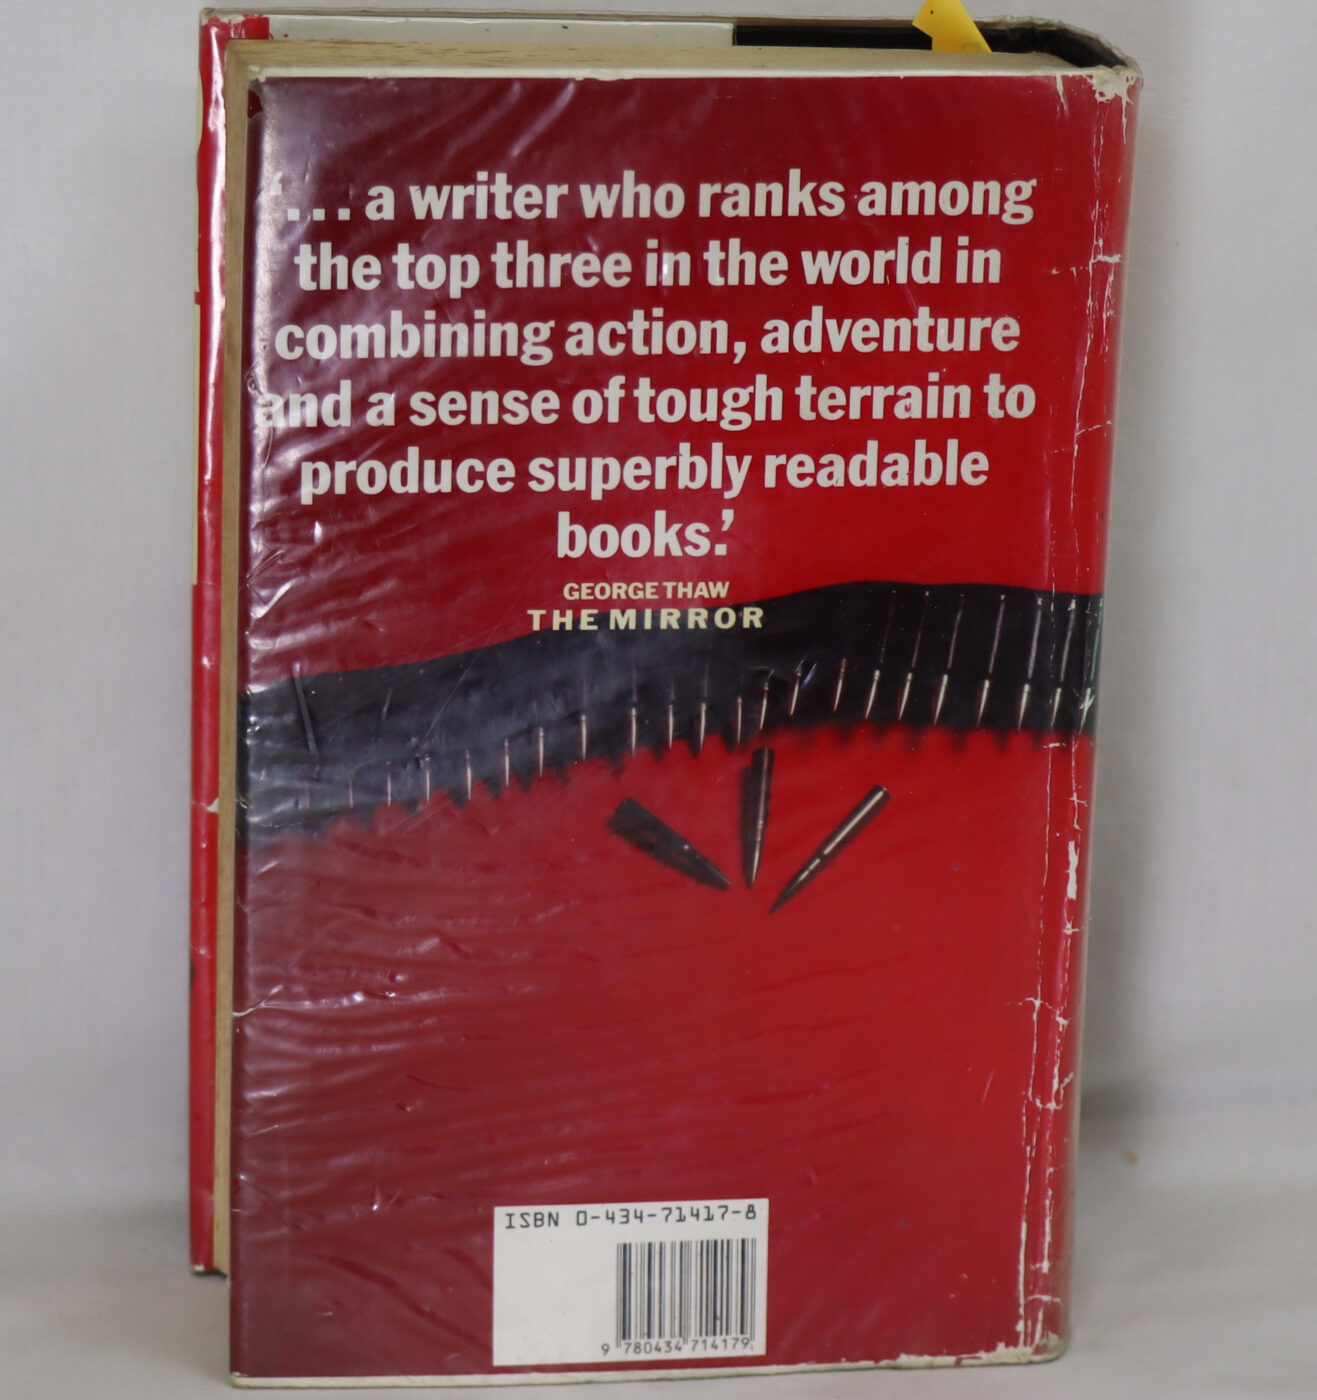 ‘... a writer who ranks among
the top three in the world in
combining action, adventure
and a sense of tough terrain to
produce superbly readable
books.’
GEORGE THAW
THE MIRROR
ISBN 0-434-71417-8
9 780434 714179